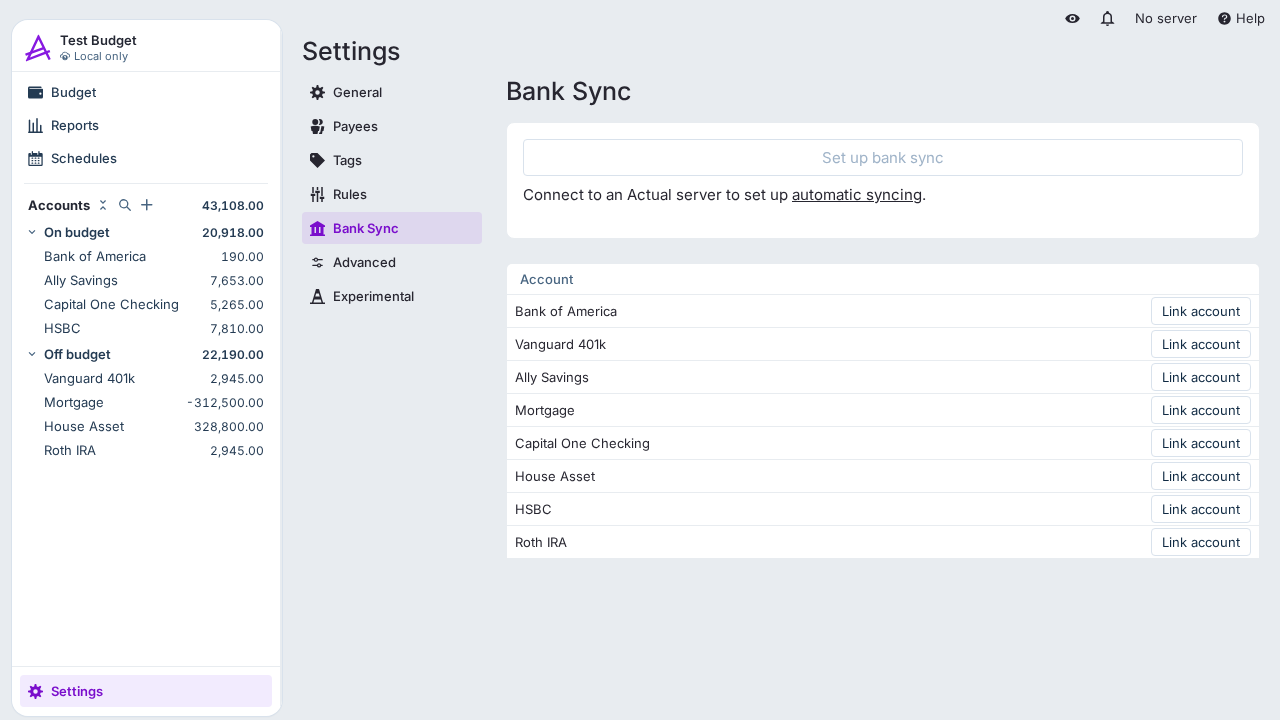 No server
Help
Test Budget
Local only
Budget
Reports
Schedules
Accounts 43,108.00
On budget 20,918.00
Bank of America 190.00
Ally Savings 7,653.00
Capital One Checking 5,265.00
HSBC 7,810.00
Off budget 22,190.00
Vanguard 401k 2,945.00
Mortgage -312,500.00
House Asset 328,800.00
Roth IRA 2,945.00
Settings
Settings
General
Payees
Tags
Rules
Bank Sync
Advanced
Experimental
Bank Sync
Set up bank sync
Connect to an Actual server to set up automatic syncing.
Account
Bank of America Link account
Vanguard 401k Link account
Ally Savings Link account
Mortgage Link account
Capital One Checking Link account
House Asset Link account
HSBC Link account
Roth IRA Link account